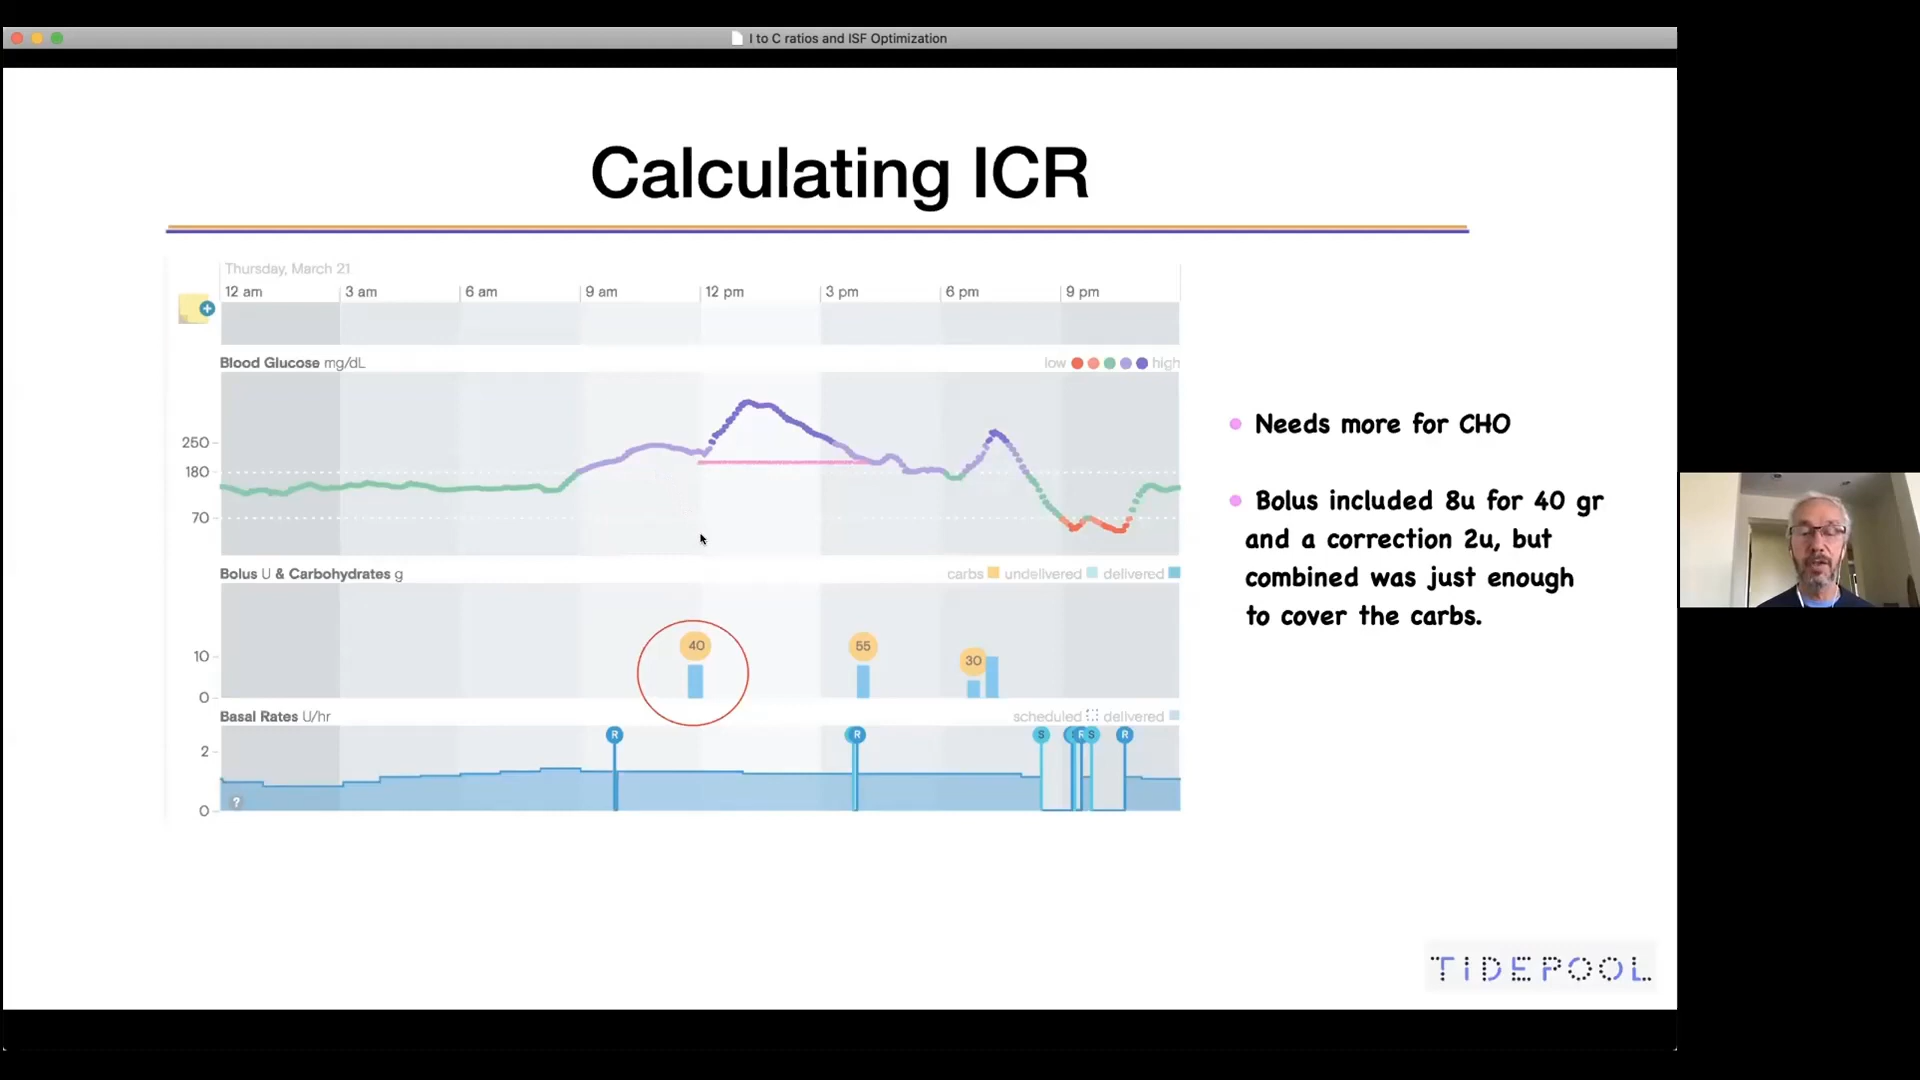 I to C ratios and ISF Optimization
Calculating ICR
Thursday, March 21
12 am 3 am 6 am 9 am 12 pm 3 pm 6 pm 9 pm
Blood Glucose mg/dL low high
250
180
70
Bolus U & Carbohydrates g carbs undelivered delivered
40 55 30
10
0
Basal Rates U/hr scheduled delivered
R R S R S R
2
0
?
Needs more for CHO
Bolus included 8u for 40 gr
and a correction 2u, but
combined was just enough
to cover the carbs.
TIDEPOOL